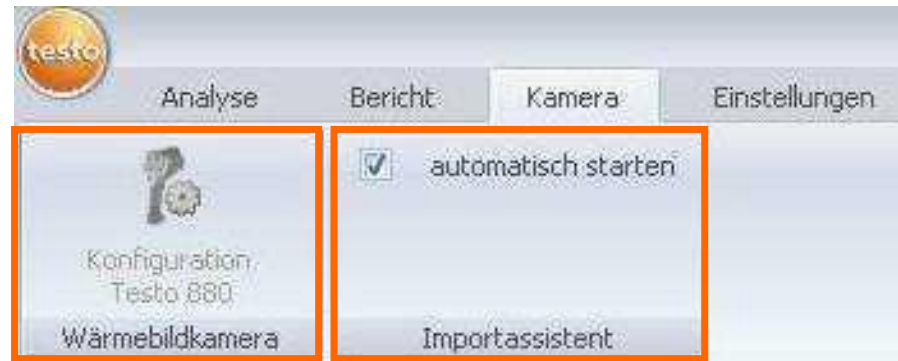 testo
Analyse Bericht Kamera Einstellungen
automatisch starten
Konfiguration
Testo 880
Wärmebildkamera Importassistent